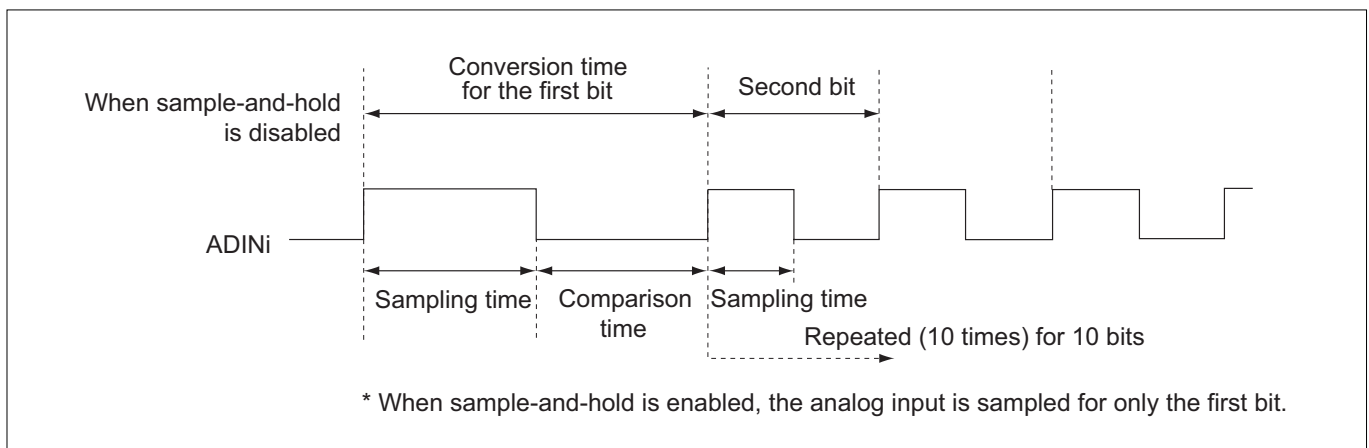 Conversion time
for the first bit
Second bit
When sample-and-hold
is disabled
ADINi
Sampling time
Comparison
time
Sampling time
Repeated (10 times) for 10 bits
* When sample-and-hold is enabled, the analog input is sampled for only the first bit.